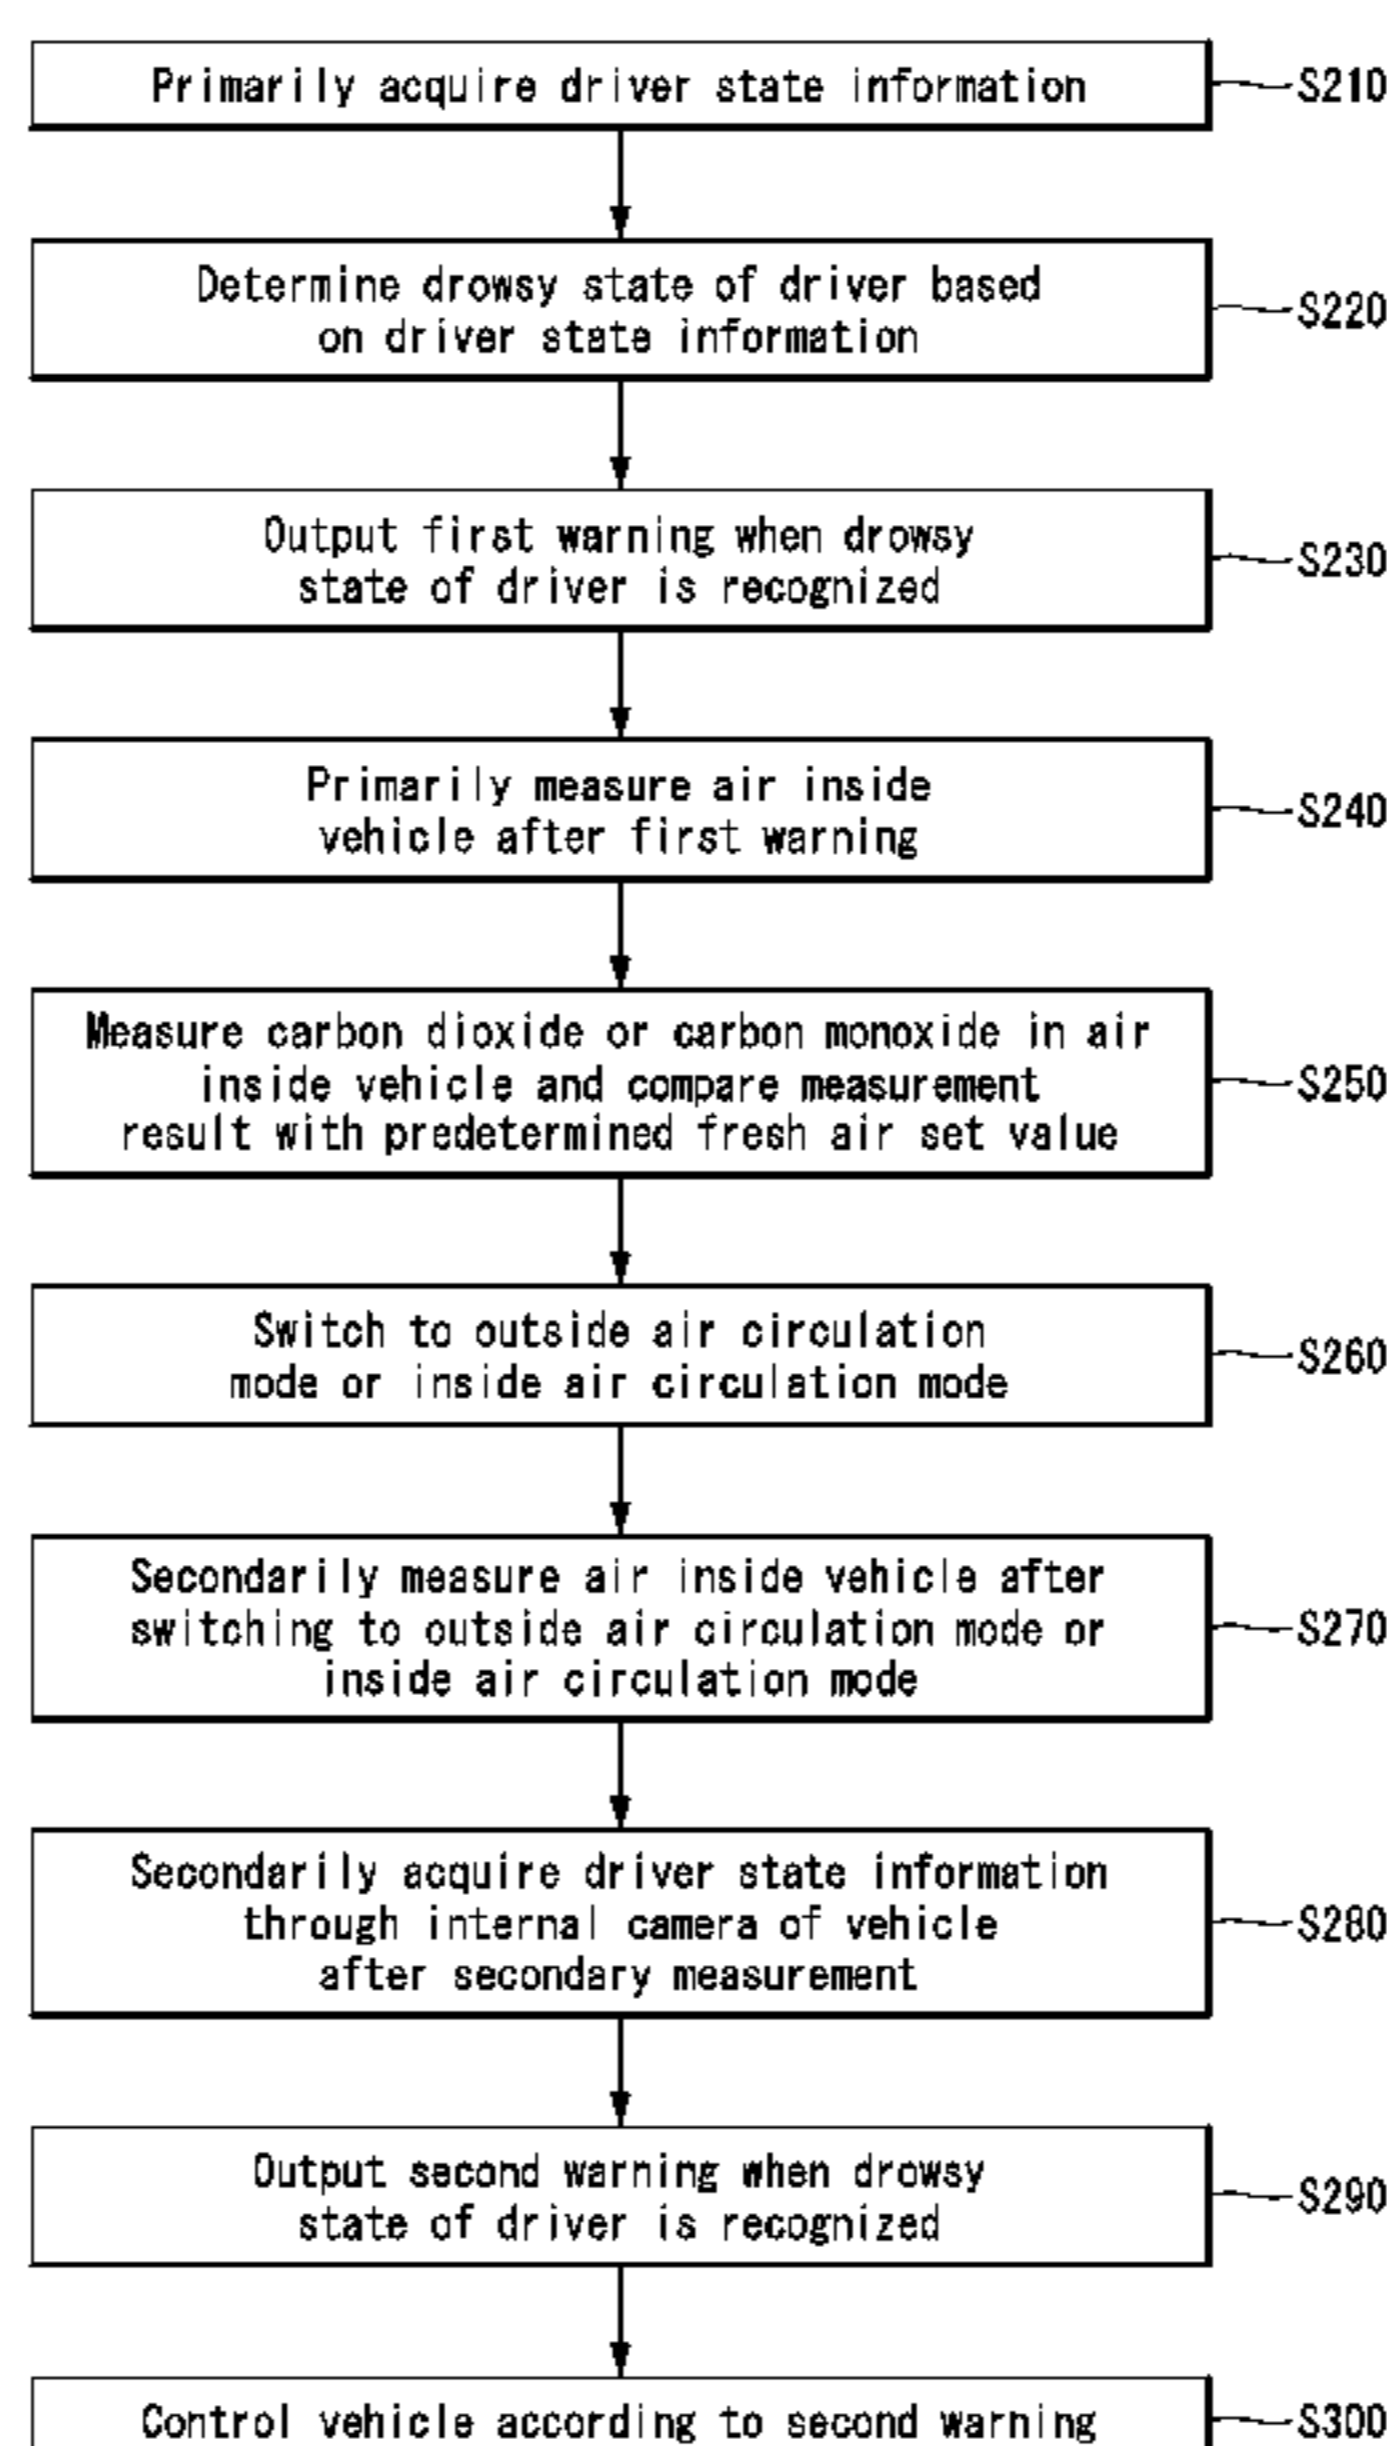 Primarily acquire driver state information
S210
Determine drowsy state of driver based
on driver state information
S220
Output first warning when drowsy
state of driver is recognized
S230
Primarily measure air inside
vehicle after first warning
S240
Measure carbon dioxide or carbon monoxide in air
inside vehicle and compare measurement
result with predetermined fresh air set value
S250
Switch to outside air circulation
mode or inside air circulation mode
S260
Secondarily measure air inside vehicle after
switching to outside air circulation mode or
inside air circulation mode
S270
Secondarily acquire driver state information
through internal camera of vehicle
after secondary measurement
S280
Output second warning when drowsy
state of driver is recognized
S290
Control vehicle according to second warning
S300